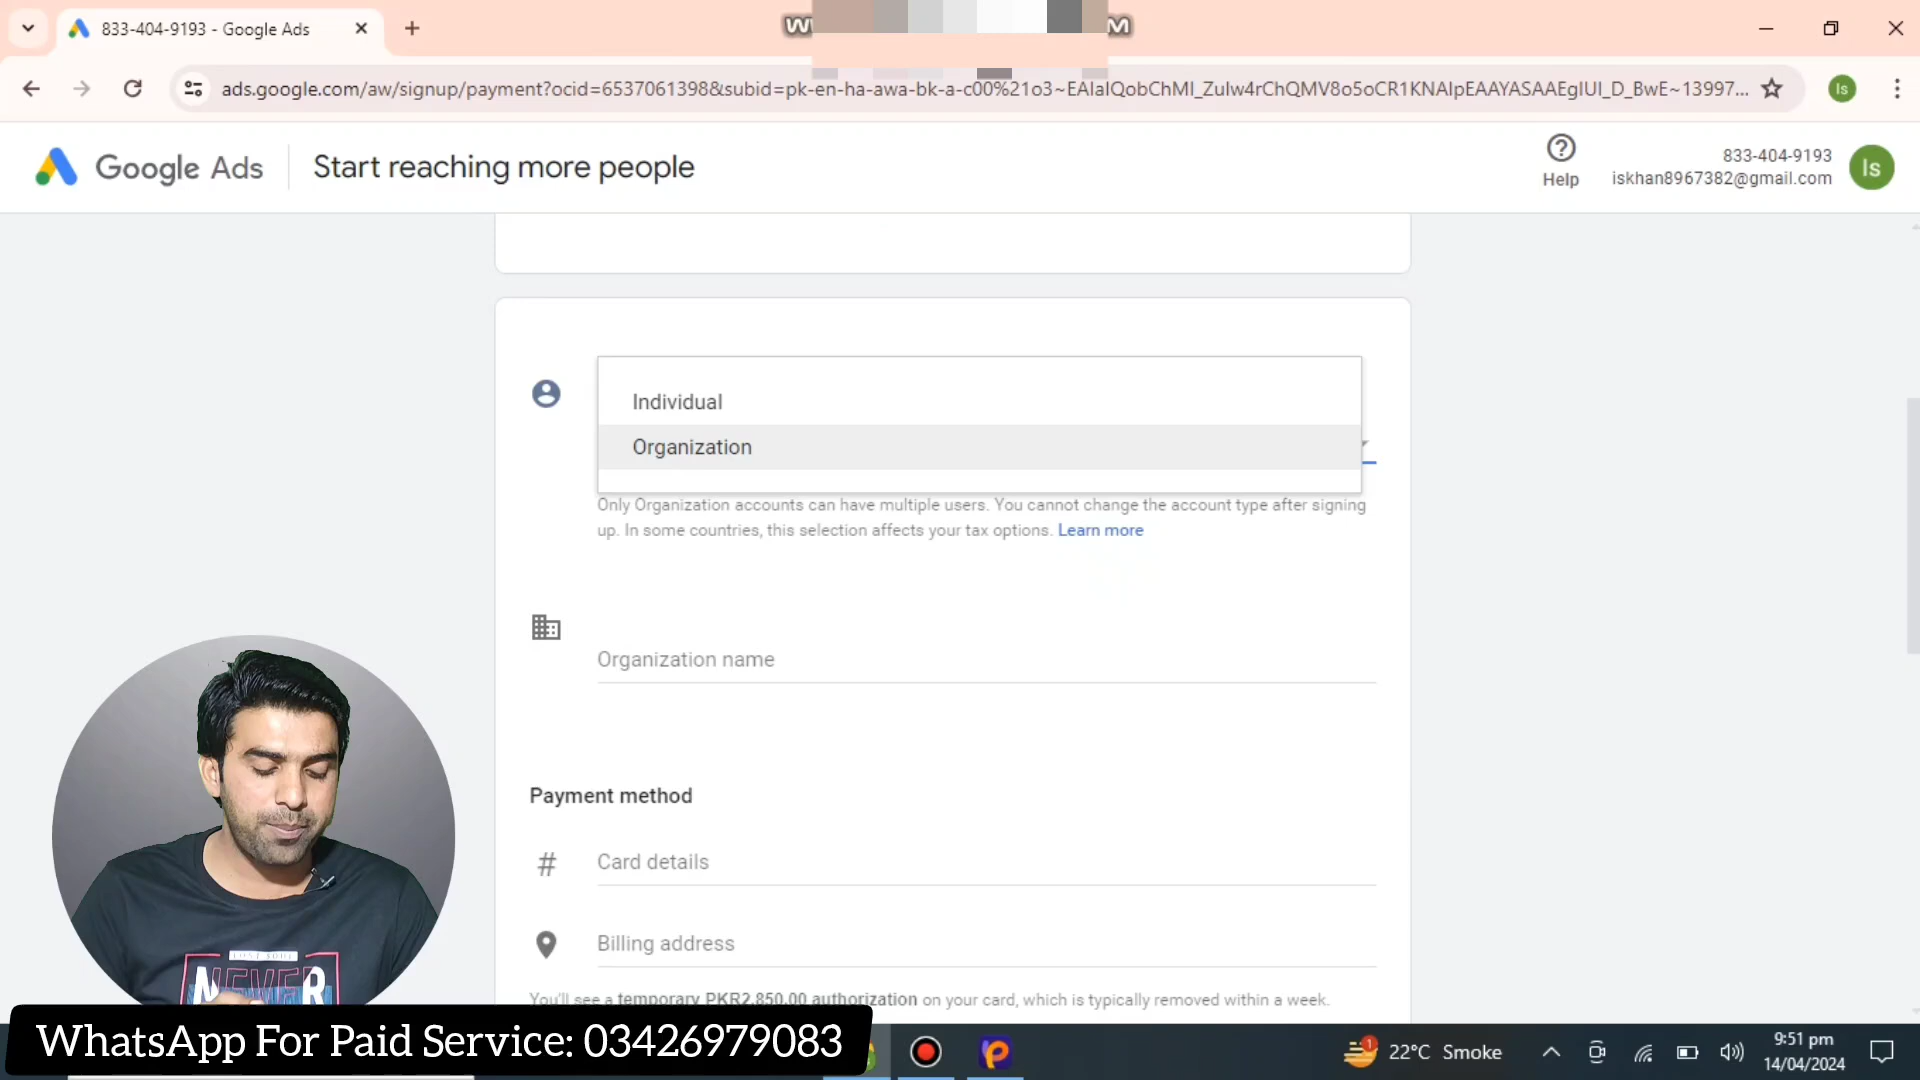 833-404-9193 - Google Ads
ads.google.com/aw/signup/payment?ocid=6537061398&subid=pk-en-ha-awa-bk-a-c00%21o3~EAIaIQobChMI_ZuIw4rChQMV8o5oCR1KNAIpEAAYASAAEgIUI_D_BwE~13997...
Is
Google Ads
Start reaching more people
Help
833-404-9193
iskhan8967382@gmail.com
Is
Individual
Organization
Only Organization accounts can have multiple users. You cannot change the account type after signing
up. In some countries, this selection affects your tax options. Learn more
Organization name
Payment method
# Card details
Billing address
You'll see a temporary PKR2,850.00 authorization on your card, which is typically removed within a week.
NEVER
WhatsApp For Paid Service: 03426979083
1
22°C Smoke
9:51 pm
14/04/2024